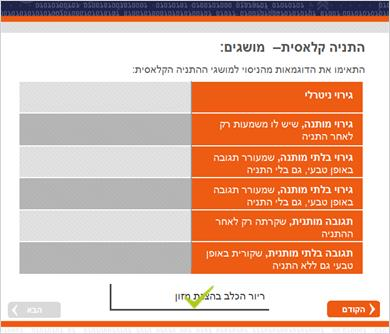 התניה קלאסית– מושגים:
התאימו את הדוגמאות מהניסוי למושגי ההתניה הקלאסית:
גירוי ניטרלי
גירוי מותנה, שיש לו משמעות רק
לאחר התניה
גירוי בלתי מותנה, שמעורר תגובה
באופן טבעי, גם בלי התניה
גירוי בלתי מותנה, שמעורר תגובה
באופן טבעי, גם בלי התניה
תגובה מותנית, שקרתה רק לאחר
ההתניה
תגובה בלתי מותנית, שקורית באופן
טבעי גם ללא התניה
ריור הכלב בהצגת מזון
הקודם
הבא